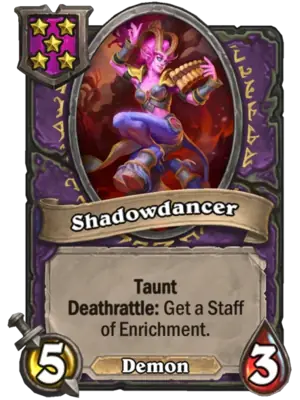 Shadowdancer
Taunt
Deathrattle: Get a Staff
of Enrichment.
5
Demon
3